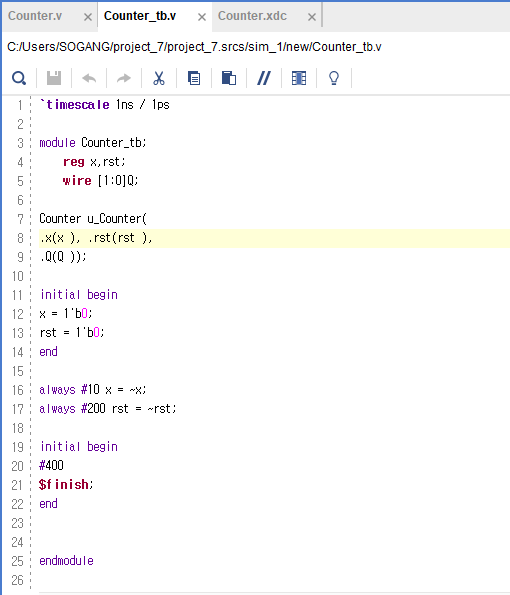 Counter.v × Counter_tb.v × Counter.xdc ×
C:/Users/SOGANG/project_7/project_7.srcs/sim_1/new/Counter_tb.v
1 `timescale 1ns / 1ps
2
3 module Counter_tb;
4 reg x,rst;
5 wire [1:0]Q;
6
7 Counter u_Counter(
8 .x(x ), .rst(rst ),
9 .Q(Q ));
10
11 initial begin
12 x = 1'b0;
13 rst = 1'b0;
14 end
15
16 always #10 x = ~x;
17 always #200 rst = ~rst;
18
19 initial begin
20 #400
21 $finish;
22 end
23
24
25 endmodule
26